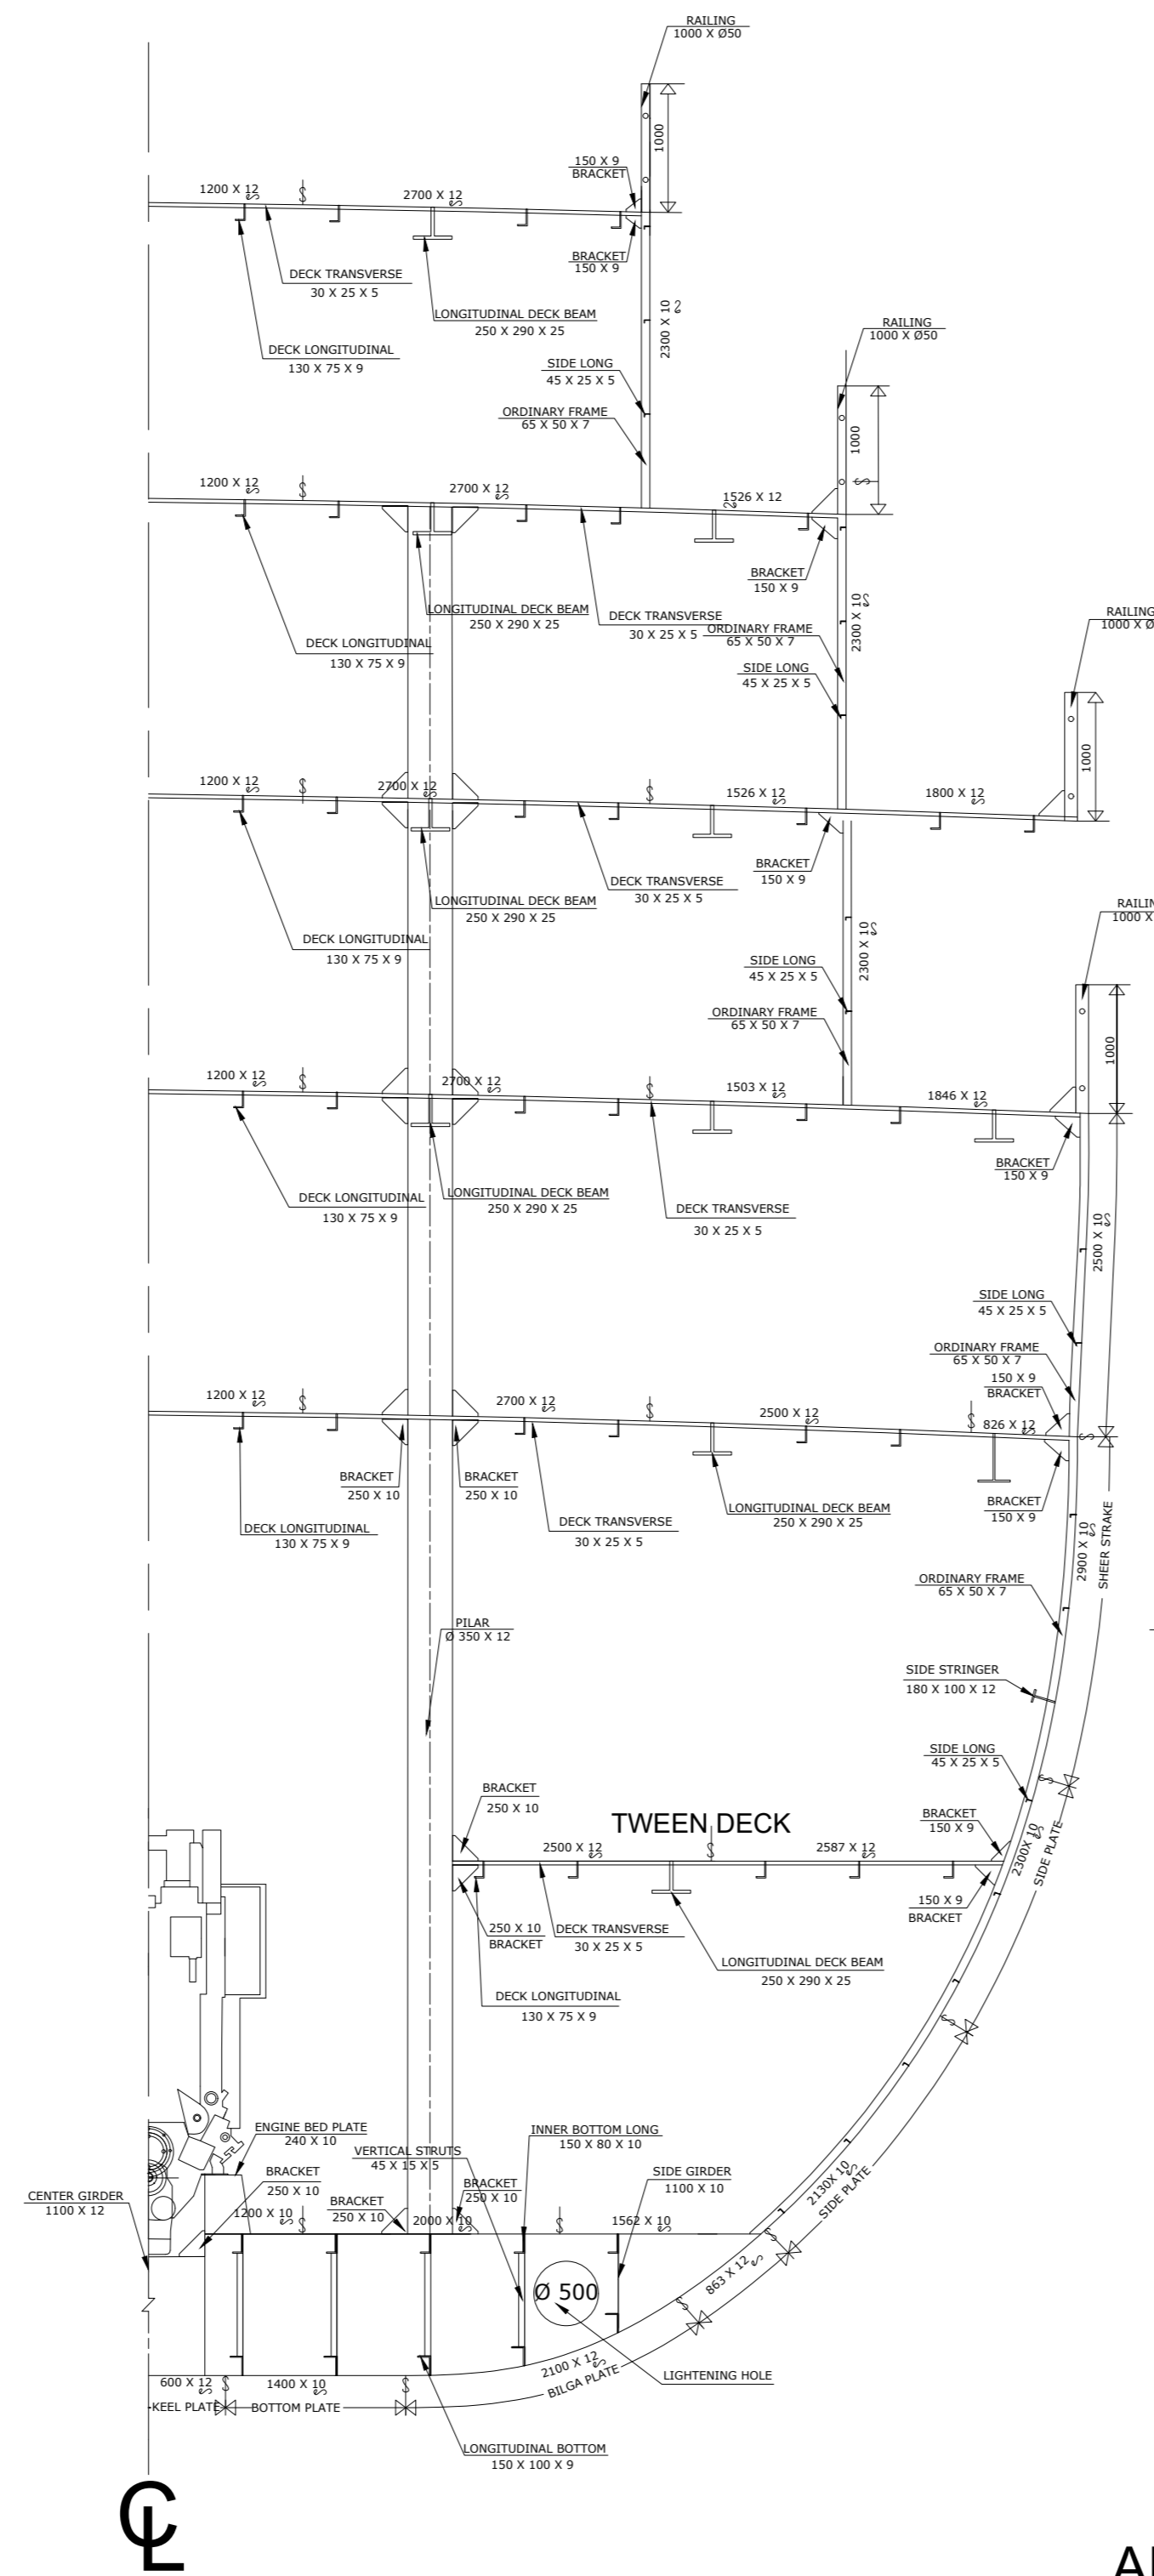 RAILING
1000 X Ø50
1000
150 X 9
BRACKET
1200 X 12
2700 X 12
BRACKET
150 X 9
DECK TRANSVERSE
30 X 25 X 5
LONGITUDINAL DECK BEAM
250 X 290 X 25
2300 X 10
DECK LONGITUDINAL
130 X 75 X 9
SIDE LONG
45 X 25 X 5
ORDINARY FRAME
65 X 50 X 7
RAILING
1000 X Ø50
1000
1200 X 12
2700 X 12
1526 X 12
BRACKET
150 X 9
LONGITUDINAL DECK BEAM
250 X 290 X 25
DECK TRANSVERSE
30 X 25 X 5
2300 X 10
ORDINARY FRAME
65 X 50 X 7
DECK LONGITUDINAL
130 X 75 X 9
SIDE LONG
45 X 25 X 5
RAILING
1000 X Ø
1000
1200 X 12
2700 X 12
1526 X 12
1800 X 12
BRACKET
150 X 9
DECK TRANSVERSE
30 X 25 X 5
LONGITUDINAL DECK BEAM
250 X 290 X 25
DECK LONGITUDINAL
130 X 75 X 9
2300 X 10
SIDE LONG
45 X 25 X 5
ORDINARY FRAME
65 X 50 X 7
RAILIN
1000 X
1000
1200 X 12
2700 X 12
1503 X 12
1846 X 12
BRACKET
150 X 9
DECK LONGITUDINAL
130 X 75 X 9
LONGITUDINAL DECK BEAM
250 X 290 X 25
DECK TRANSVERSE
30 X 25 X 5
2500 X 10
SIDE LONG
45 X 25 X 5
ORDINARY FRAME
65 X 50 X 7
150 X 9
BRACKET
1200 X 12
2700 X 12
2500 X 12
826 X 12
BRACKET
250 X 10
BRACKET
250 X 10
LONGITUDINAL DECK BEAM
250 X 290 X 25
BRACKET
150 X 9
DECK LONGITUDINAL
130 X 75 X 9
DECK TRANSVERSE
30 X 25 X 5
2900 X 10
SHEER STRAKE
ORDINARY FRAME
65 X 50 X 7
PILAR
Ø 350 X 12
SIDE STRINGER
180 X 100 X 12
SIDE LONG
45 X 25 X 5
BRACKET
250 X 10
TWEEN DECK
BRACKET
150 X 9
2500 X 12
2587 X 12
2300X 10
SIDE PLATE
150 X 9
BRACKET
250 X 10
BRACKET
DECK TRANSVERSE
30 X 25 X 5
LONGITUDINAL DECK BEAM
250 X 290 X 25
DECK LONGITUDINAL
130 X 75 X 9
ENGINE BED PLATE
240 X 10
INNER BOTTOM LONG
150 X 80 X 10
VERTICAL STRUTS
45 X 15 X 5
SIDE GIRDER
1100 X 10
BRACKET
250 X 10
BRACKET
250 X 10
CENTER GIRDER
1100 X 12
BRACKET
250 X 10
1200 X 10
2000 X 10
1562 X 10
2130X 10
SIDE PLATE
863 X 12
Ø 500
2100 X 12
BILGA PLATE
LIGHTENING HOLE
600 X 12
1400 X 10
KEEL PLATE
BOTTOM PLATE
LONGITUDINAL BOTTOM
150 X 100 X 9
CL